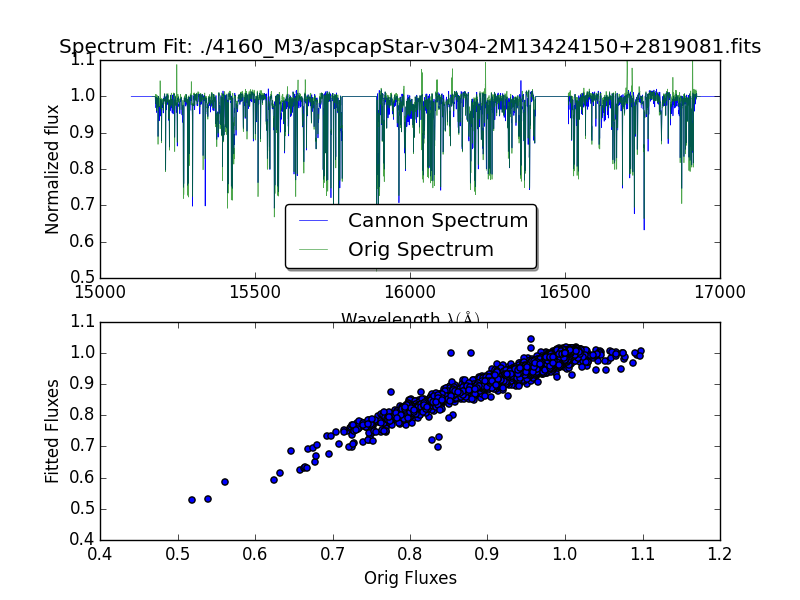 Spectrum Fit: ./4160_M3/aspcapStar-v304-2M13424150+2819081.fits
1.1
1.0
0.9
0.8
0.7
0.6
0.5
Normalized flux
Cannon Spectrum
Orig Spectrum
15000 15500 16000 16500 17000
Wavelength λ(Å)
1.1
1.0
0.9
0.8
0.7
0.6
0.5
0.4
Fitted Fluxes
0.4 0.5 0.6 0.7 0.8 0.9 1.0 1.1 1.2
Orig Fluxes